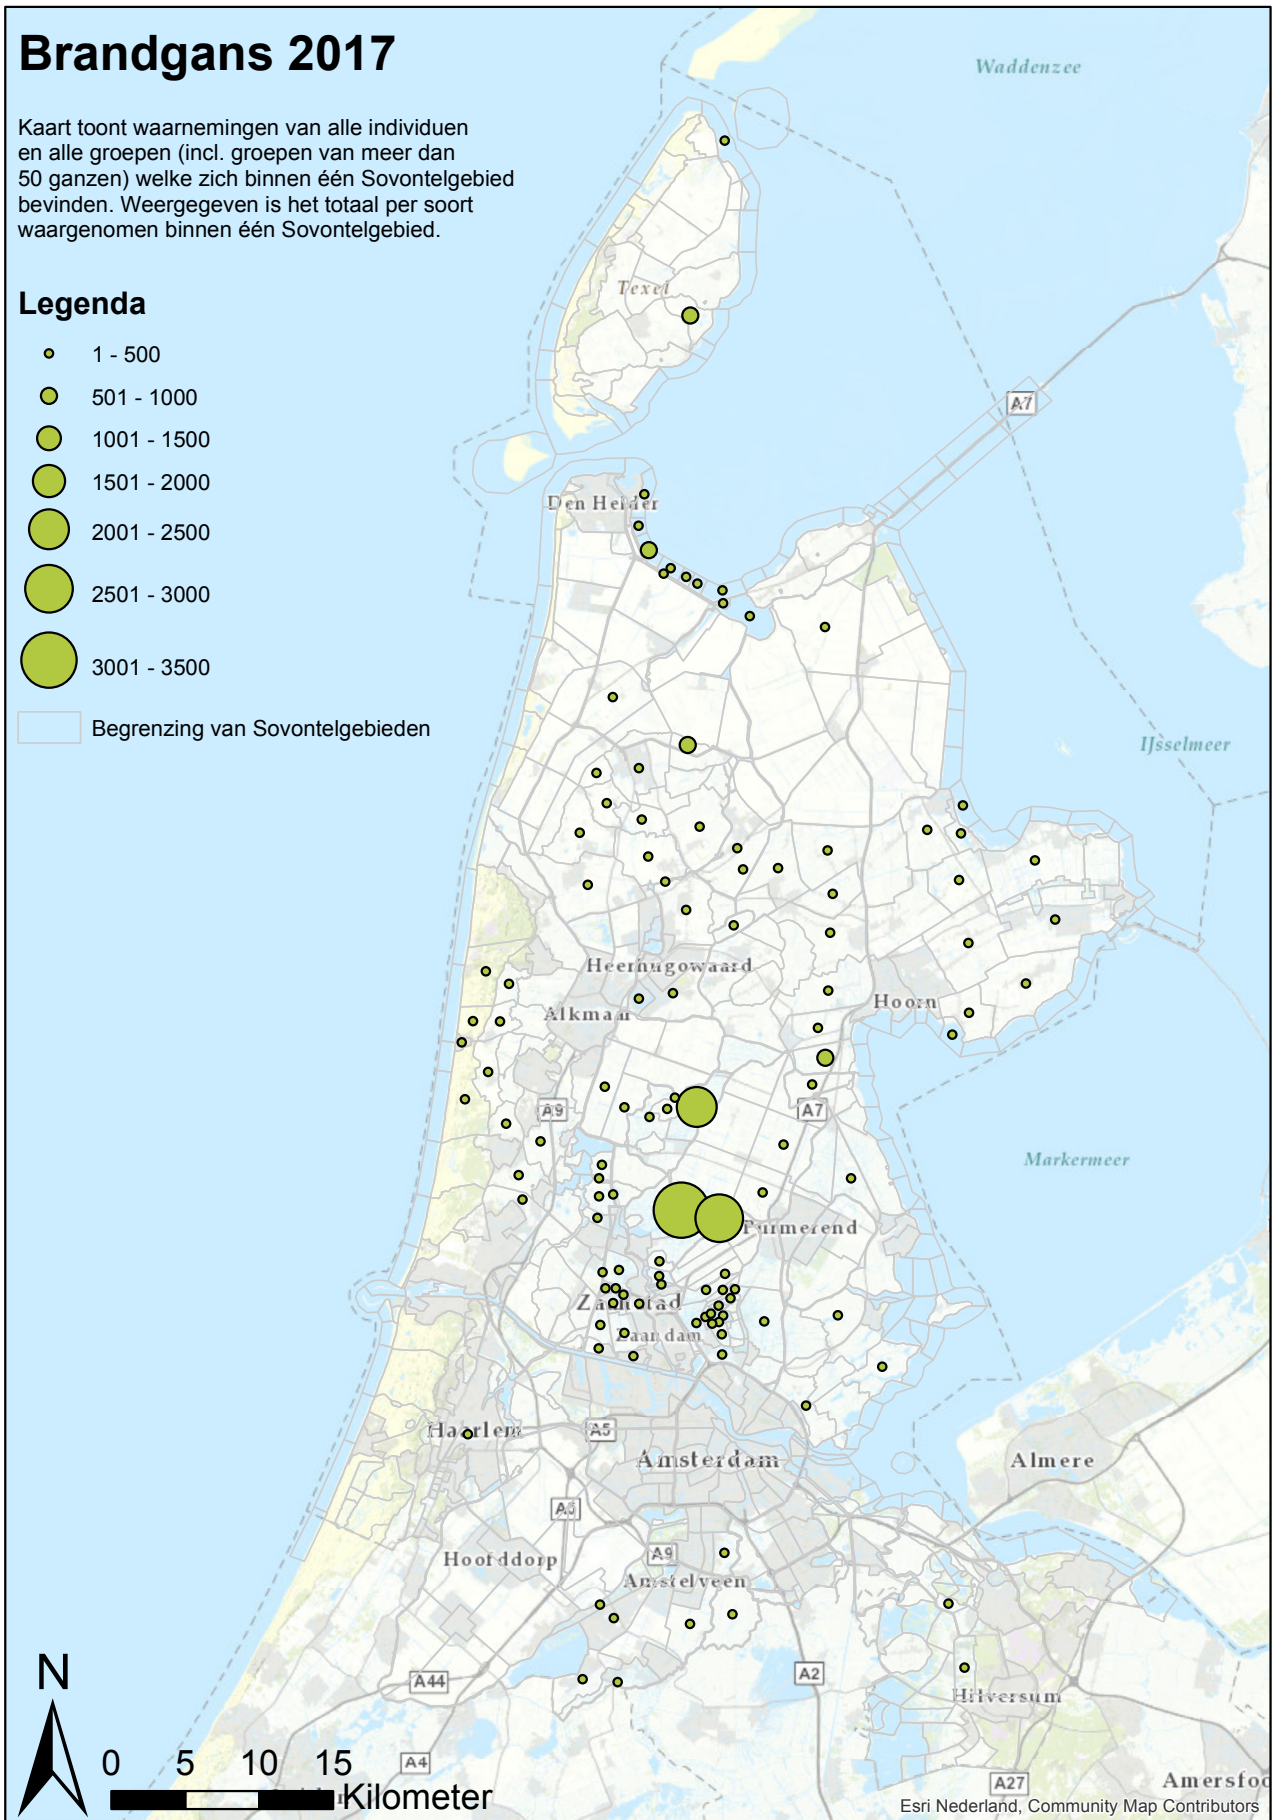 Brandgans 2017
Kaart toont waarnemingen van alle individuen
en alle groepen (incl. groepen van meer dan
50 ganzen) welke zich binnen één Sovontelgebied
bevinden. Weergegeven is het totaal per soort
waargenomen binnen één Sovontelgebied.
Legenda
1 - 500
501 - 1000
1001 - 1500
1501 - 2000
2001 - 2500
2501 - 3000
3001 - 3500
Begrenzing van Sovontelgebieden
Waddenzee
Texel
A7
Den Helder
IJsselmeer
Heerhugowaard
Alkmaar
Hoorn
A9
A7
Markermeer
Purmerend
Zaanstad
Zaandam
Haarlem
A5
Amsterdam
Almere
A5
Hoofddorp
A9
Amstelveen
A44
A2
Hilversum
A4
A27
Amersfoo
N
0 5 10 15
Kilometer
Esri Nederland, Community Map Contributors